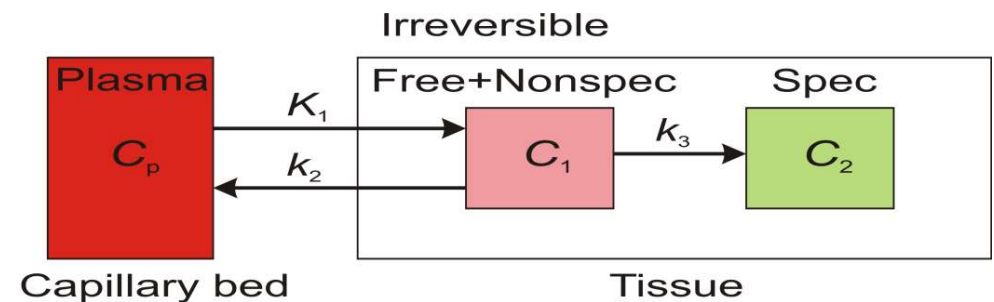 Irreversible
Plasma
Free+Nonspec
Spec
K₁
k₃
Cₚ
C₁
C₂
k₂
Capillary bed
Tissue